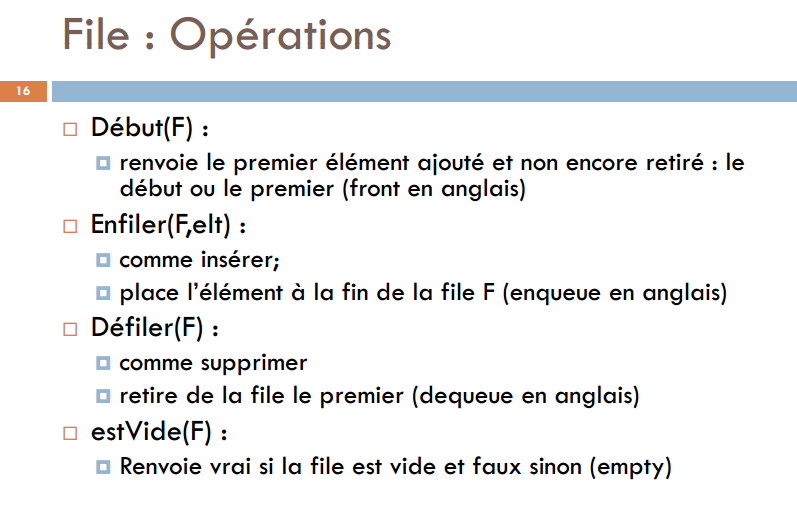 File : Opérations
16
Début(F) :
renvoie le premier élément ajouté et non encore retiré : le
début ou le premier (front en anglais)
Enfiler(F,elt) :
comme insérer;
place l’élément à la fin de la file F (enqueue en anglais)
Défiler(F) :
comme supprimer
retire de la file le premier (dequeue en anglais)
estVide(F) :
Renvoie vrai si la file est vide et faux sinon (empty)